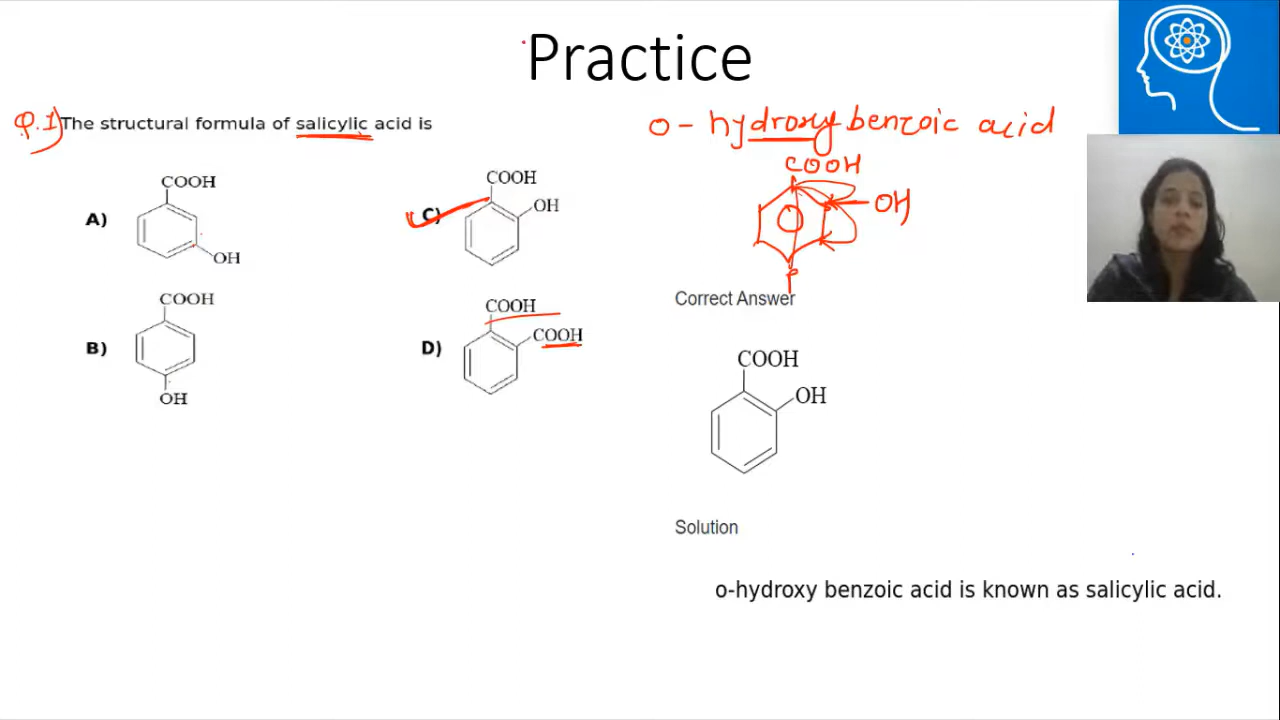 Practice
Q.1) The structural formula of salicylic acid is
A)
COOH
OH
C)
COOH
OH
B)
COOH
OH
D)
COOH
COOH
o- hydroxy benzoic acid
COOH
OH
P
Correct Answer
COOH
OH
Solution
o-hydroxy benzoic acid is known as salicylic acid.